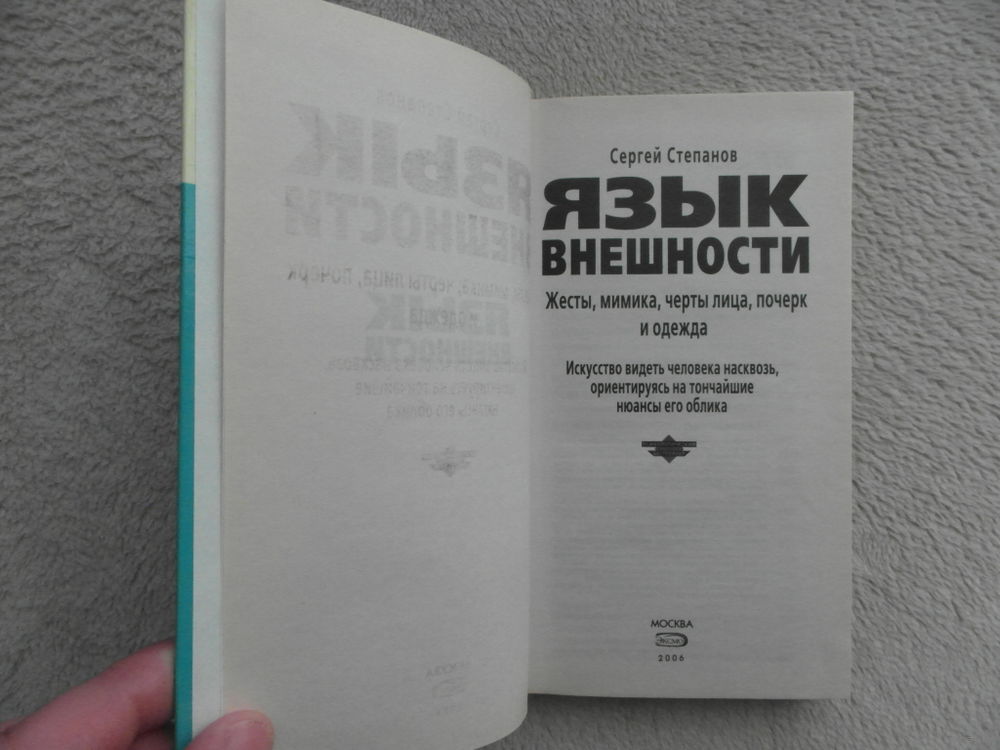 Сергей Степанов
ЯЗЫК
ВНЕШНОСТИ
Жесты, мимика, черты лица, почерк
и одежда
Искусство видеть человека насквозь,
ориентируясь на тончайшие
нюансы его облика
МОСКВА
ЭКСМО
2006